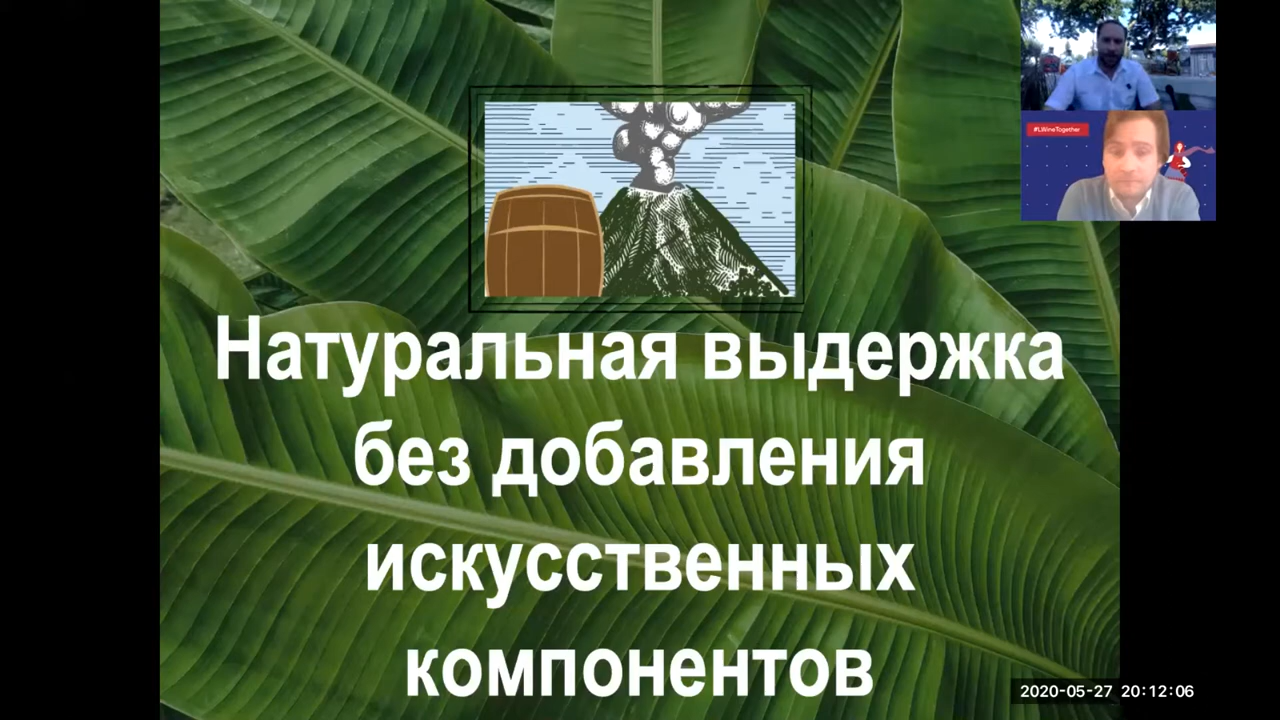 #LWineTogether
Натуральная выдержка
без добавления
искусственных
компонентов
2020-05-27 20:12:06